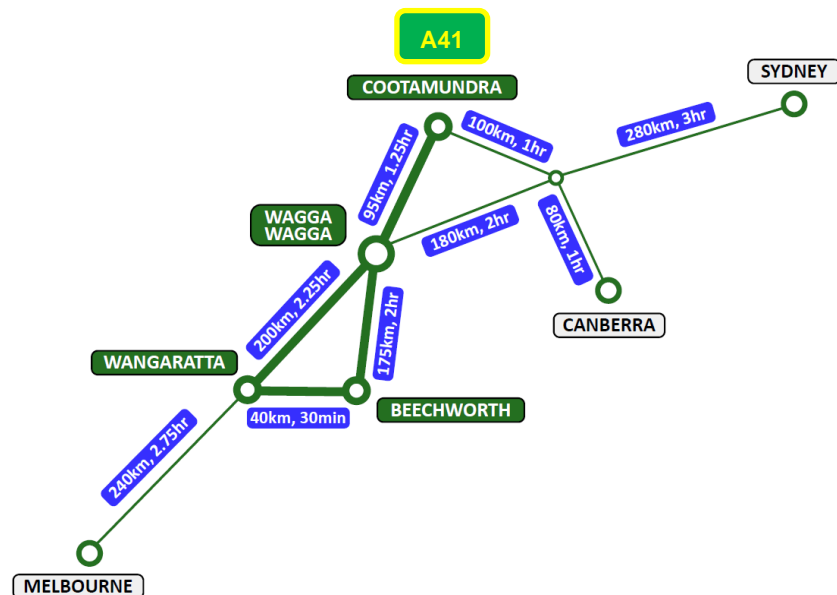 A41
SYDNEY
COOTAMUNDRA
100km, 1hr
280km, 3hr
95km, 1.25hr
WAGGA
WAGGA
180km, 2hr
80km, 1hr
200km, 2.25hr
175km, 2hr
CANBERRA
WANGARATTA
BEECHWORTH
40km, 30min
240km, 2.75hr
MELBOURNE